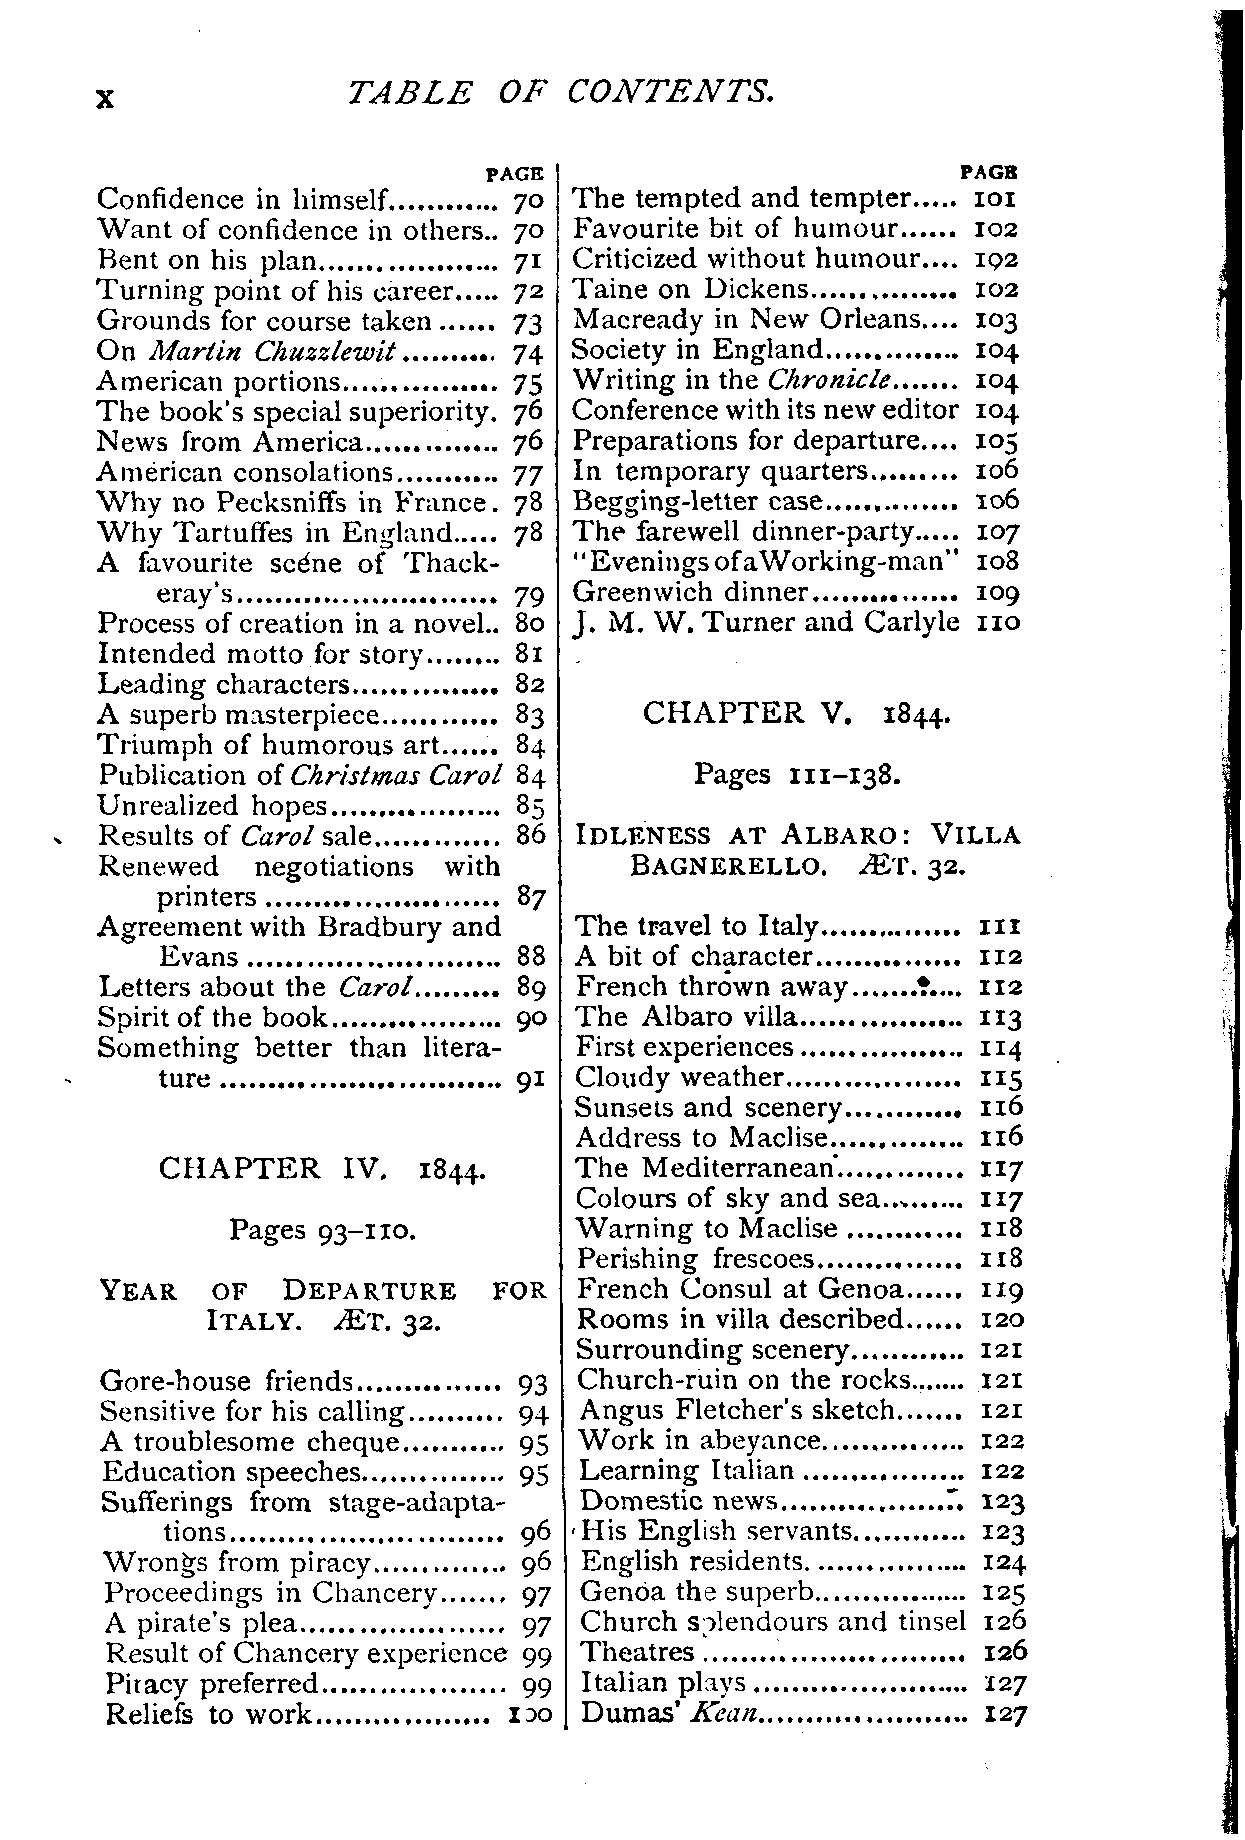 x
TABLE OF CONTENTS.
PAGE
Confidence in himself............ 70
Want of confidence in others.. 70
Bent on his plan................... 71
Turning point of his career..... 72
Grounds for course taken ...... 73
On Martin Chuzzlewit .......... 74
American portions................ 75
The book's special superiority. 76
News from America.............. 76
American consolations........... 77
Why no Pecksniffs in France. 78
Why Tartuffes in England..... 78
A favourite scéne of Thack-
eray's............................ 79
Process of creation in a novel.. 80
Intended motto for story........ 81
Leading characters............... 82
A superb masterpiece............ 83
Triumph of humorous art...... 84
Publication of Christmas Carol 84
Unrealized hopes.................. 85
Results of Carol sale............. 86
Renewed negotiations with
printers ......................... 87
Agreement with Bradbury and
Evans ........................... 88
Letters about the Carol......... 89
Spirit of the book.................. 90
Something better than litera-
ture .............................. 91
CHAPTER IV. 1844.
Pages 93–110.
YEAR OF DEPARTURE FOR
ITALY. ÆT. 32.
Gore-house friends............... 93
Sensitive for his calling.......... 94
A troublesome cheque........... 95
Education speeches............... 95
Sufferings from stage-adapta-
tions............................. 96
Wrongs from piracy.............. 96
Proceedings in Chancery....... 97
A pirate's plea...................... 97
Result of Chancery experience 99
Piracy preferred................... 99
Reliefs to work.................. 100
PAGE
The tempted and tempter..... 101
Favourite bit of humour...... 102
Criticized without humour.... 192
Taine on Dickens............... 102
Macready in New Orleans.... 103
Society in England.............. 104
Writing in the Chronicle....... 104
Conference with its new editor 104
Preparations for departure.... 105
In temporary quarters......... 106
Begging-letter case.............. 106
The farewell dinner-party..... 107
"Evenings of a Working-man" 108
Greenwich dinner............... 109
J. M. W. Turner and Carlyle 110
CHAPTER V. 1844.
Pages 111–138.
IDLENESS AT ALBARO: VILLA
BAGNERELLO. ÆT. 32.
The travel to Italy............... 111
A bit of character............... 112
French thrown away............ 112
The Albaro villa................. 113
First experiences ................. 114
Cloudy weather.................. 115
Sunsets and scenery............ 116
Address to Maclise.............. 116
The Mediterranean............. 117
Colours of sky and sea......... 117
Warning to Maclise ............ 118
Perishing frescoes............... 118
French Consul at Genoa...... 119
Rooms in villa described...... 120
Surrounding scenery............ 121
Church-ruin on the rocks....... 121
Angus Fletcher's sketch....... 121
Work in abeyance............... 122
Learning Italian ................. 122
Domestic news................... 123
His English servants............ 123
English residents................. 124
Genoa the superb................ 125
Church splendours and tinsel 126
Theatres ............................ 126
Italian plays ....................... 127
Dumas' Kean...................... 127